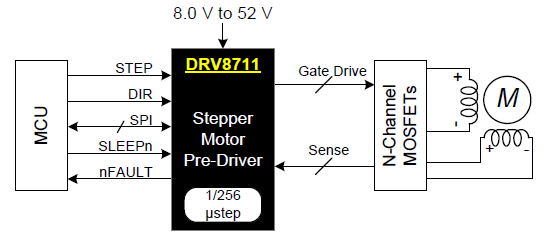 8.0 V to 52 V
MCU
STEP
DIR
SPI
SLEEPn
nFAULT
DRV8711
Stepper
Motor
Pre-Driver
1/256
µstep
Gate Drive
Sense
N-Channel
MOSFETs
+
-
M
+
-